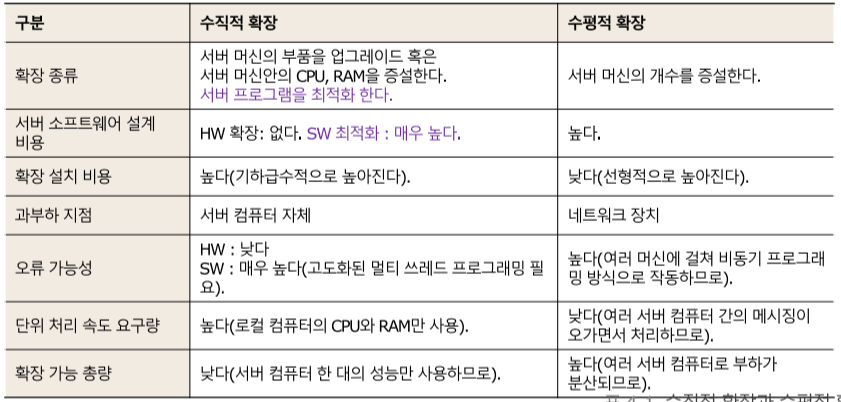 구분
수직적 확장
수평적 확장
확장 종류
서버 머신의 부품을 업그레이드 혹은
서버 머신안의 CPU, RAM을 증설한다.
서버 프로그램을 최적화 한다.
서버 머신의 개수를 증설한다.
서버 소프트웨어 설계
비용
HW 확장: 없다. SW 최적화 : 매우 높다.
높다.
확장 설치 비용
높다(기하급수적으로 높아진다).
낮다(선형적으로 높아진다).
과부하 지점
서버 컴퓨터 자체
네트워크 장치
오류 가능성
HW : 낮다
SW : 매우 높다(고도화된 멀티 쓰레드 프로그래밍 필
요).
높다(여러 머신에 걸쳐 비동기 프로그래
밍 방식으로 작동하므로).
단위 처리 속도 요구량
높다(로컬 컴퓨터의 CPU와 RAM만 사용).
낮다(여러 서버 컴퓨터 간의 메시징이
오가면서 처리하므로).
확장 가능 총량
낮다(서버 컴퓨터 한 대의 성능만 사용하므로).
높다(여러 서버 컴퓨터로 부하가
분산되므로).
수직적 확장과 수평적